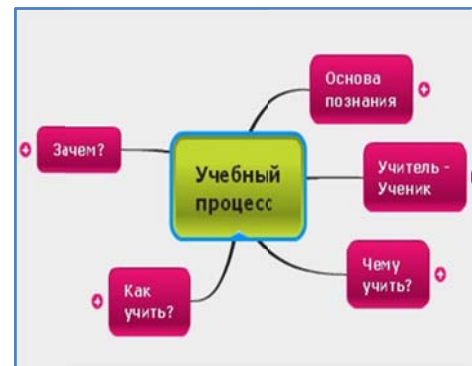 Основа
познания
Зачем?
Учебный
процесс
Учитель -
Ученик
Чему
учить?
Как
учить?